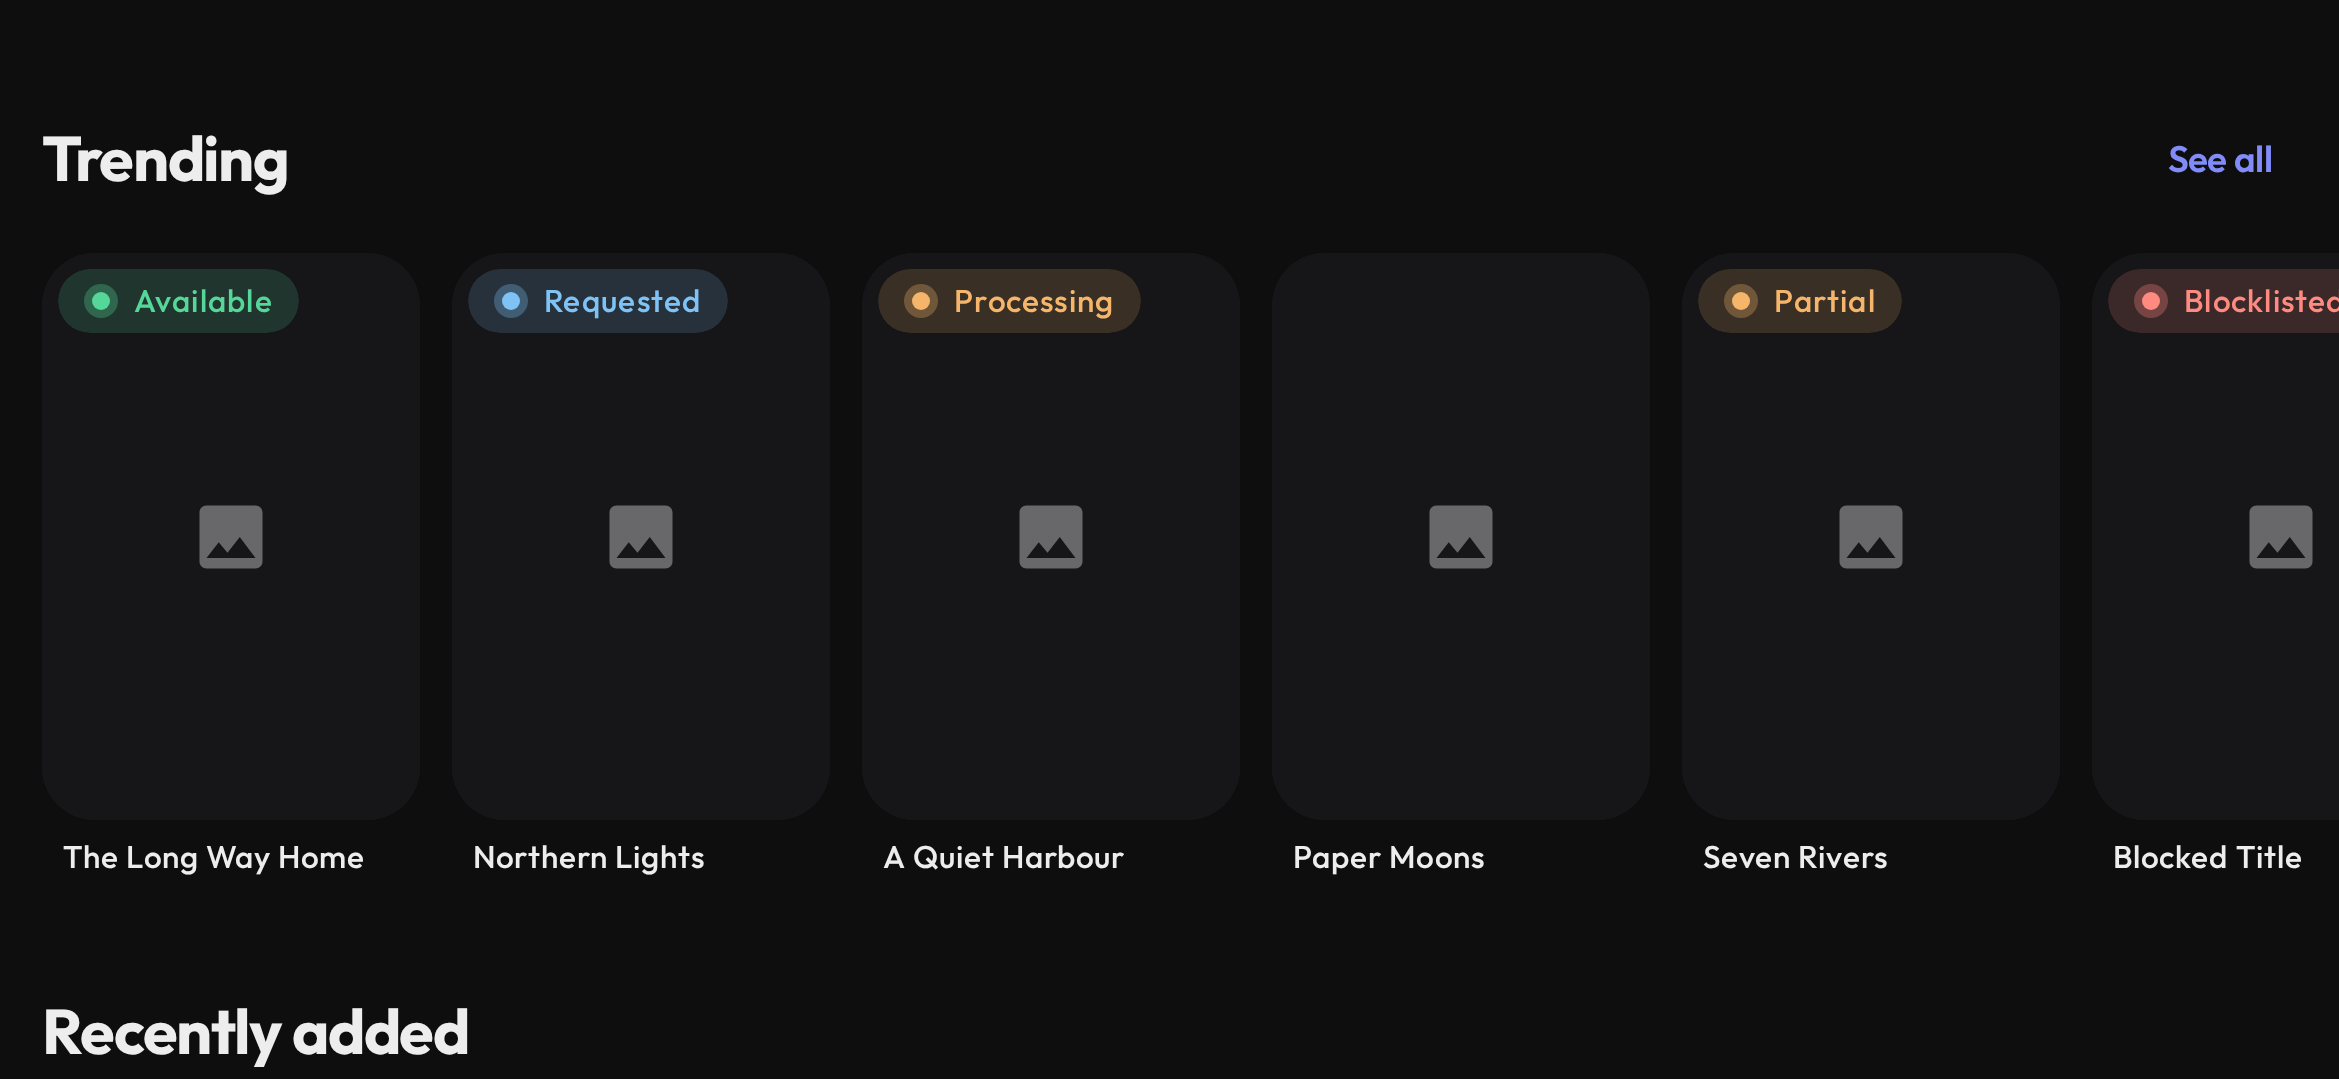 Trending
See all
Available
Requested
Processing
Partial
Blockliste
The Long Way Home
Northern Lights
A Quiet Harbour
Paper Moons
Seven Rivers
Blocked Title
Recently added